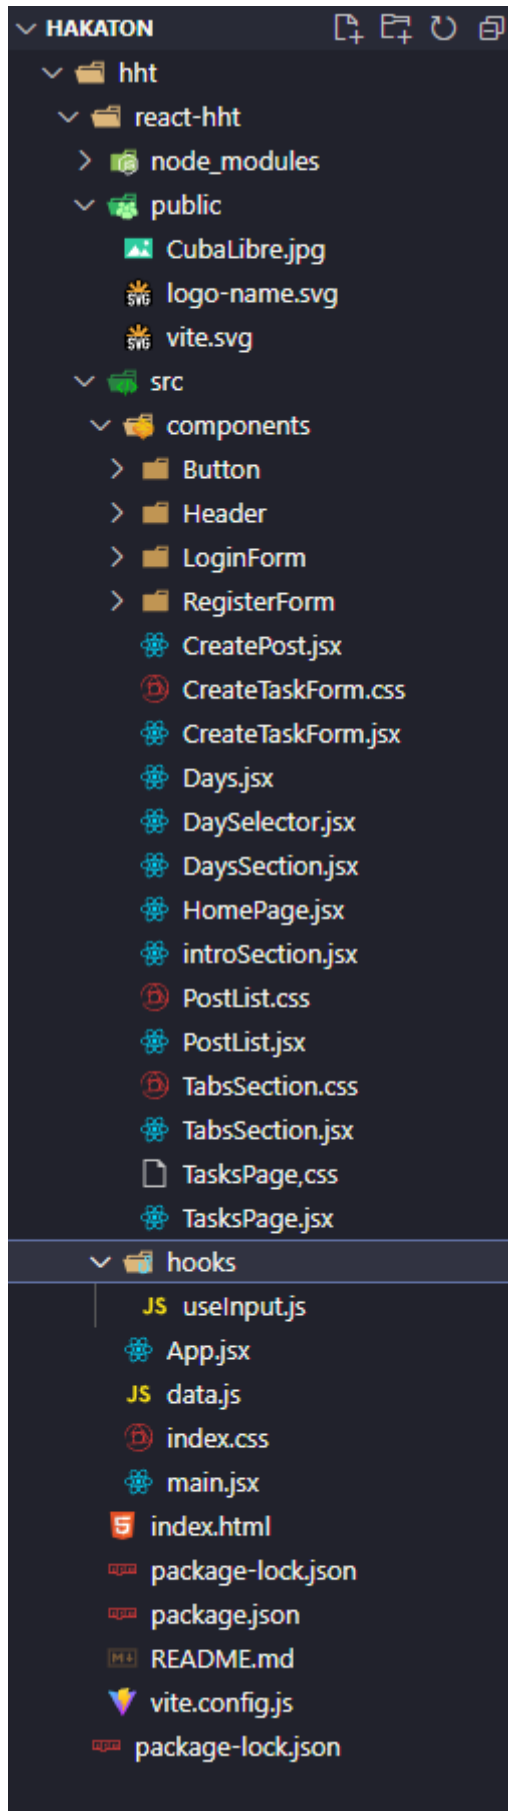 HAKATON
hht
react-hht
node_modules
public
CubaLibre.jpg
logo-name.svg
vite.svg
src
components
Button
Header
LoginForm
RegisterForm
CreatePost.jsx
CreateTaskForm.css
CreateTaskForm.jsx
Days.jsx
DaySelector.jsx
DaysSection.jsx
HomePage.jsx
introSection.jsx
PostList.css
PostList.jsx
TabsSection.css
TabsSection.jsx
TasksPage,css
TasksPage.jsx
hooks
JS useInput.js
App.jsx
JS data.js
index.css
main.jsx
index.html
package-lock.json
package.json
README.md
vite.config.js
package-lock.json